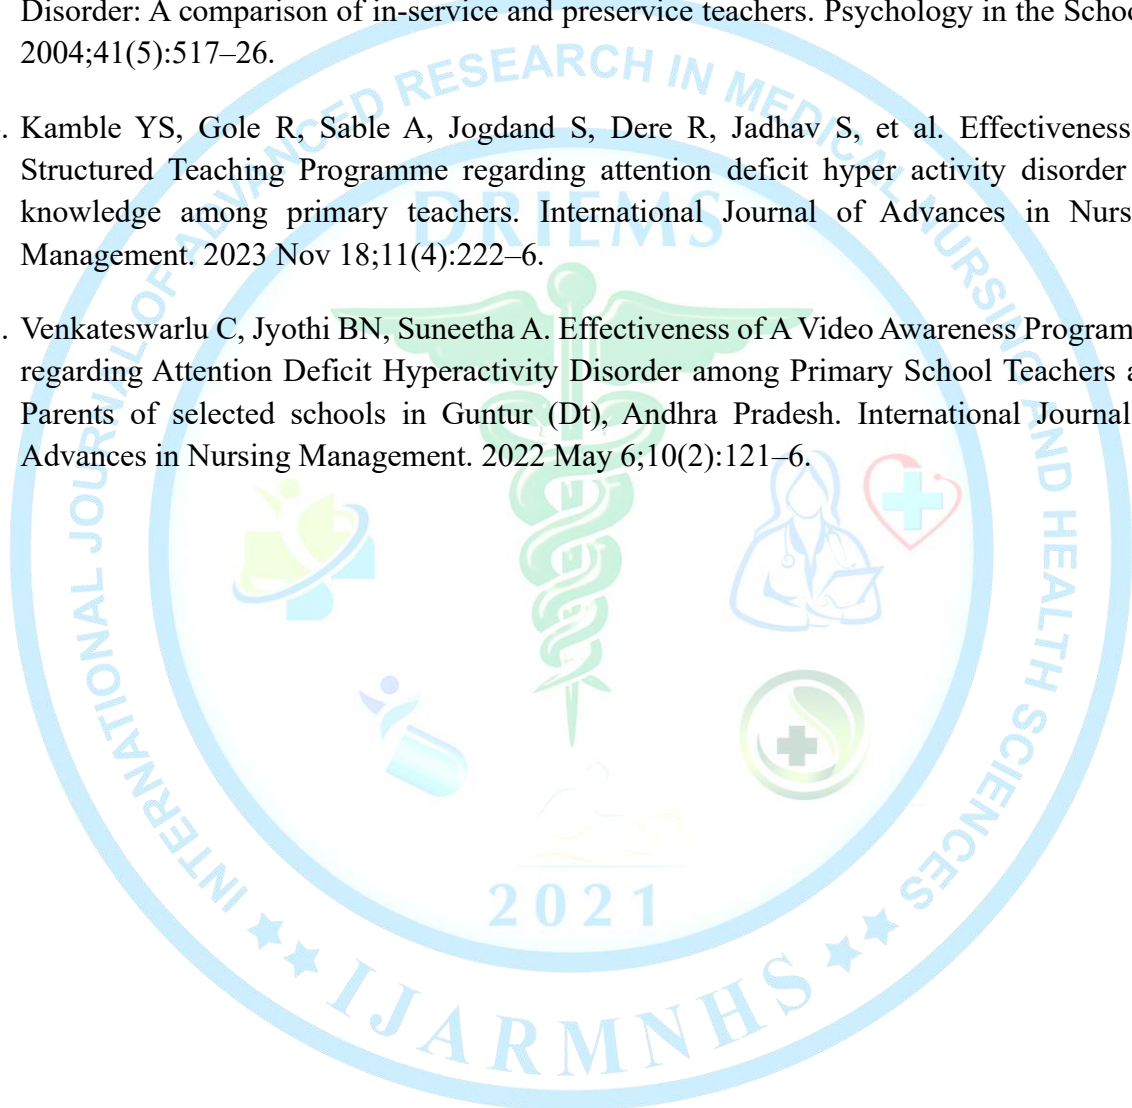 Disorder: A comparison of in-service and preservice teachers. Psychology in the Schoo
2004;41(5):517–26.
. Kamble YS, Gole R, Sable A, Jogdand S, Dere R, Jadhav S, et al. Effectiveness
Structured Teaching Programme regarding attention deficit hyper activity disorder
knowledge among primary teachers. International Journal of Advances in Nurs
Management. 2023 Nov 18;11(4):222–6.
. Venkateswarlu C, Jyothi BN, Suneetha A. Effectiveness of A Video Awareness Program
regarding Attention Deficit Hyperactivity Disorder among Primary School Teachers a
Parents of selected schools in Guntur (Dt), Andhra Pradesh. International Journal
Advances in Nursing Management. 2022 May 6;10(2):121–6.
INTERNATIONAL JOURNAL OF ADVANCED RESEARCH IN MEDICAL NURSING AND HEALTH SCIENCES
DRIEMS
2021
IJARMNHS